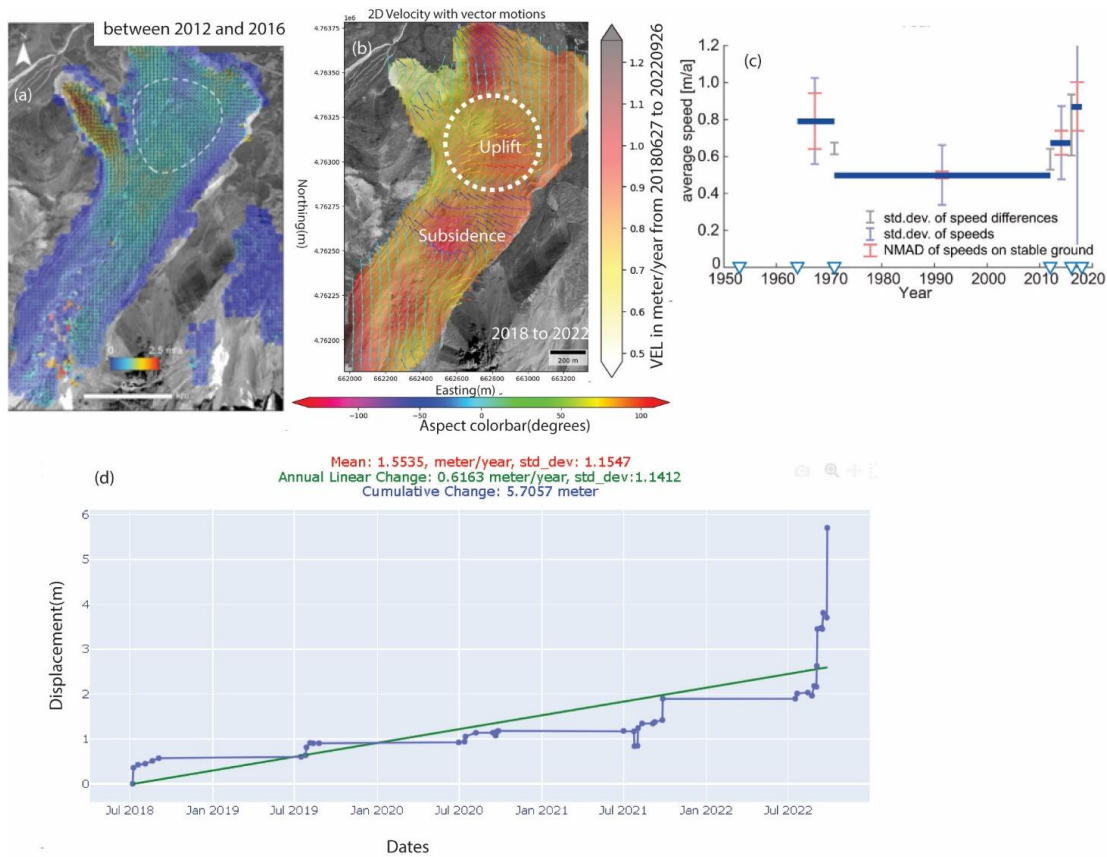 between 2012 and 2016
(a)
0 2.5 m/a
2D Velocity with vector motions
1e6
(b)
4.76375
4.76350
4.76325
4.76300
4.76275
4.76250
4.76225
4.76200
Northing(m)
Uplift
Subsidence
2018 to 2022
200 m
662000 662200 662400 662600 662800 663000 663200
Easting(m)
−100 −50 0 50 100
Aspect colorbar(degrees)
1.2
1.1
1.0
0.9
0.8
0.7
0.6
0.5
VEL in meter/year from 20180627 to 20220926
(c)
1.2
1.0
0.8
0.6
0.4
0.2
0
average speed [m/a]
std.dev. of speed differences
std.dev. of speeds
NMAD of speeds on stable ground
1950 1960 1970 1980 1990 2000 2010 2020
Year
(d)
Mean: 1.5535, meter/year, std_dev: 1.1547
Annual Linear Change: 0.6163 meter/year, std_dev:1.1412
Cumulative Change: 5.7057 meter
6
5
4
3
2
1
0
Displacement(m)
Jul 2018 Jan 2019 Jul 2019 Jan 2020 Jul 2020 Jan 2021 Jul 2021 Jan 2022 Jul 2022
Dates